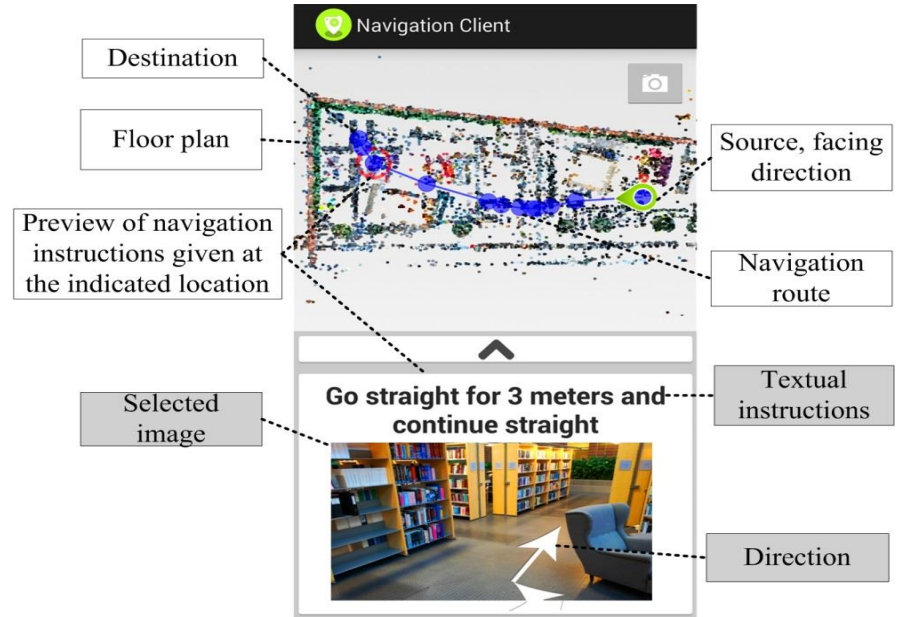 Navigation Client
Destination
Floor plan
Preview of navigation
instructions given at
the indicated location
Selected
image
Source, facing
direction
Navigation
route
Textual
instructions
Direction
Go straight for 3 meters and
continue straight